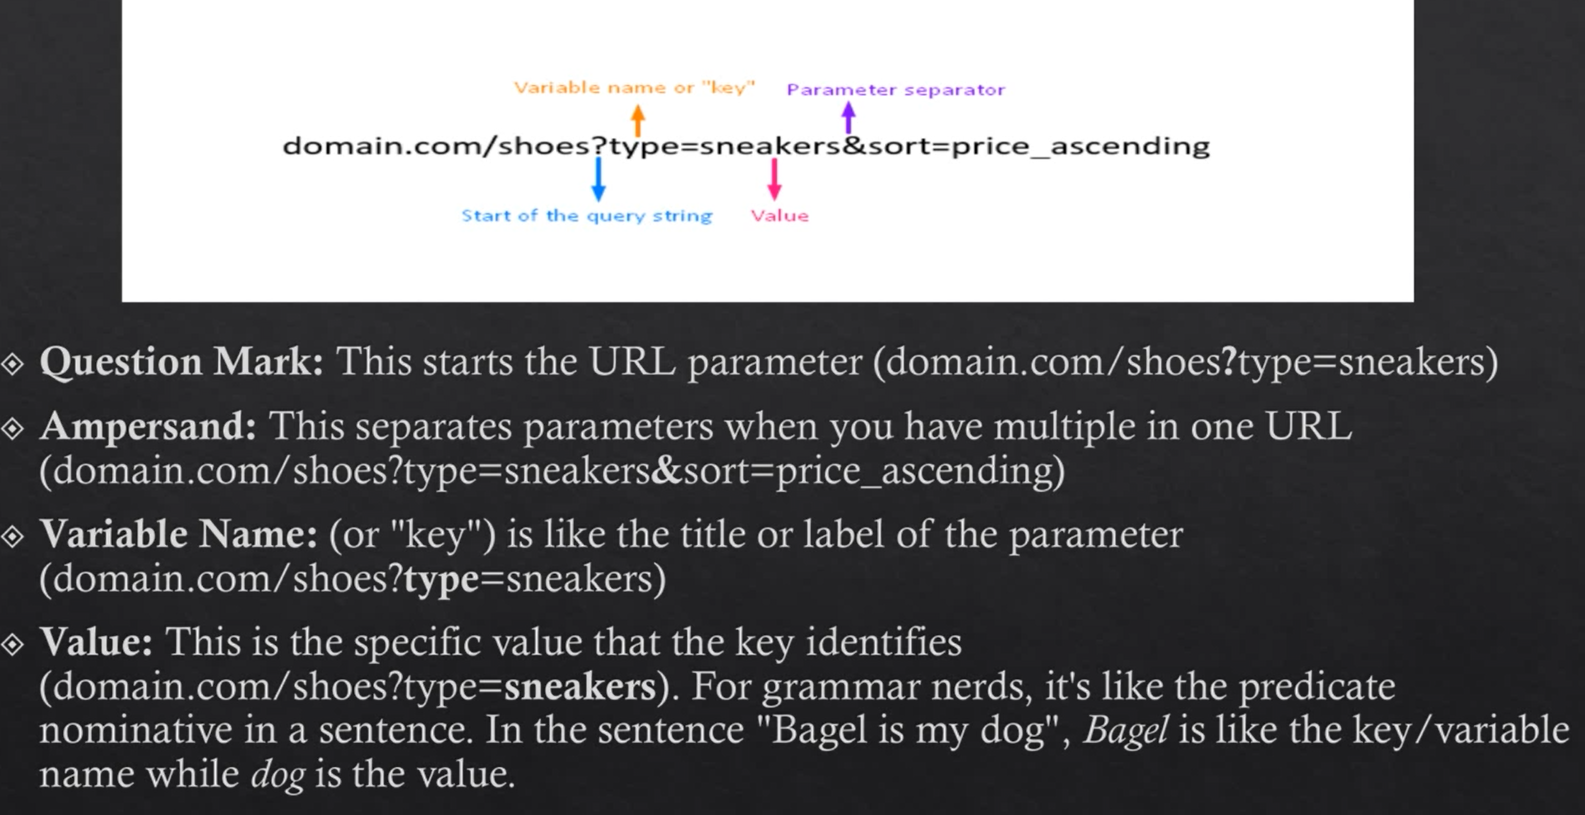 Variable name or "key" Parameter separator
domain.com/shoes?type=sneakers&sort=price_ascending
Start of the query string Value
Question Mark: This starts the URL parameter (domain.com/shoes?type=sneakers)
Ampersand: This separates parameters when you have multiple in one URL
(domain.com/shoes?type=sneakers&sort=price_ascending)
Variable Name: (or "key") is like the title or label of the parameter
(domain.com/shoes?type=sneakers)
Value: This is the specific value that the key identifies
(domain.com/shoes?type=sneakers). For grammar nerds, it's like the predicate
nominative in a sentence. In the sentence "Bagel is my dog", Bagel is like the key/variable
name while dog is the value.